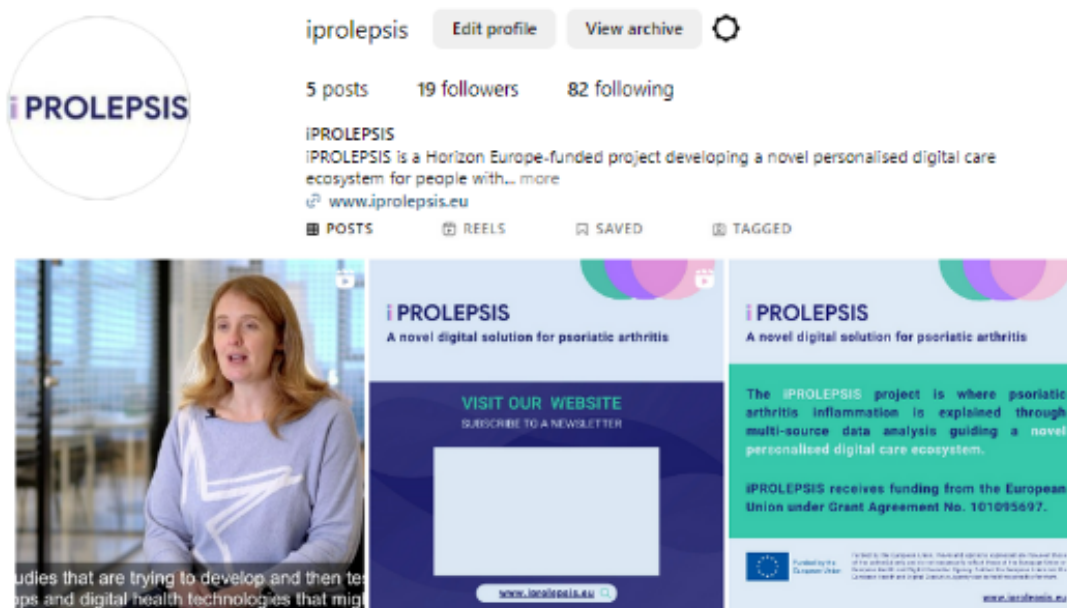 iprolepsis Edit profile View archive
5 posts 19 followers 82 following
iPROLEPSIS
iPROLEPSIS
iPROLEPSIS is a Horizon Europe-funded project developing a novel personalised digital care
ecosystem for people with... more
www.iprolepsis.eu
POSTS REELS SAVED TAGGED
udies that are trying to develop and then te
ps and digital health technologies that mig
iPROLEPSIS
A novel digital solution for psoriatic arthritis
VISIT OUR WEBSITE
SUBSCRIBE TO A NEWSLETTER
www.iprolepsis.eu
iPROLEPSIS
A novel digital solution for psoriatic arthritis
The iPROLEPSIS project is where psoriatic
arthritis inflammation is explained through
multi-source data analysis guiding a novel
personalised digital care ecosystem.
iPROLEPSIS receives funding from the European
Union under Grant Agreement No. 101095697.
Funded by the
European Union
www.iprolepsis.eu